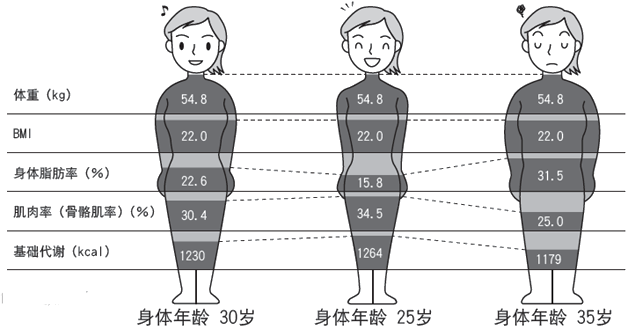 体重（kg） 54.8 54.8 54.8
BMI 22.0 22.0 22.0
身体脂肪率（%） 22.6 15.8 31.5
肌肉率（骨骼肌率）（%） 30.4 34.5 25.0
基础代谢（kcal） 1230 1264 1179
身体年龄 30岁 身体年龄 25岁 身体年龄 35岁